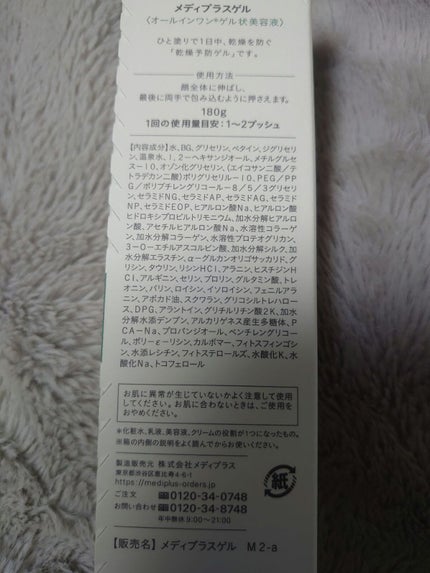 メディプラスゲル
〈オールインワン®ゲル状美容液〉
ひと塗りで1日中、乾燥を防ぐ
「乾燥予防ゲル」です。
使用方法
顔全体に伸ばし、
最後に両手で包み込むように押さえます。
180g
1回の使用量目安:1〜2プッシュ
【内容成分】水、BG、グリセリン、ベタイン、ジグリセリ
ン、温泉水、1,2-ヘキサンジオール、メチルグルセ
ス-10、オゾン化グリセリン、(エイコサン二酸/テ
トラデカン二酸)ポリグリセリル-10、PEG/PP
G/ポリブチレングリコール-8/5/3グリセリ
ン、セラミドNG、セラミドAP、セラミドAG、セラミド
NP、セラミドEOP、ヒアルロン酸Na、ヒアルロン酸
ヒドロキシプロピルトリモニウム、加水分解ヒアルロ
ン酸、アセチルヒアルロン酸Na、水溶性コラーゲ
ン、加水分解コラーゲン、水溶性プロテオグリカン、
3-O-エチルアスコルビン酸、加水分解シルク、加
水分解エラスチン、α-グルカンオリゴサッカリド、グ
リシン、タウリン、リシンHCl、アラニン、ヒスチジンH
Cl、アルギニン、セリン、プロリン、グルタミン酸、トレ
オニン、バリン、ロイシン、イソロイシン、フェニルアラ
ニン、アボカド油、スクワラン、グリコシルトレハロー
ス、DPG、アラントイン、グリチルリチン酸2K、加水
分解水添デンプン、アルカリゲネス産生多糖体、P
CA-Na、プロパンジオール、ペンチレングリコー
ル、ポリ-ε-リシン、カルボマー、フィトスフィンゴシ
ン、水添レシチン、フィトステロールズ、水酸化K、水
酸化Na、トコフェロール
お肌に異常が生じていないかよく注意して使用
してください。お肌に合わないときは、ご使用を
おやめください。
※化粧水、乳液、美容液、クリームの役割が1つになったもの。
※箱の内側の説明をよく読んでからお使いください。
製造販売元 株式会社メディプラス
東京都渋谷区恵比寿4-6-1
https://mediplus-orders.jp
ご注文 0120-34-0748
お問い合わせ 0120-34-8748
年中無休 9:00〜21:00
紙
【販売名】メディプラスゲル M2-a